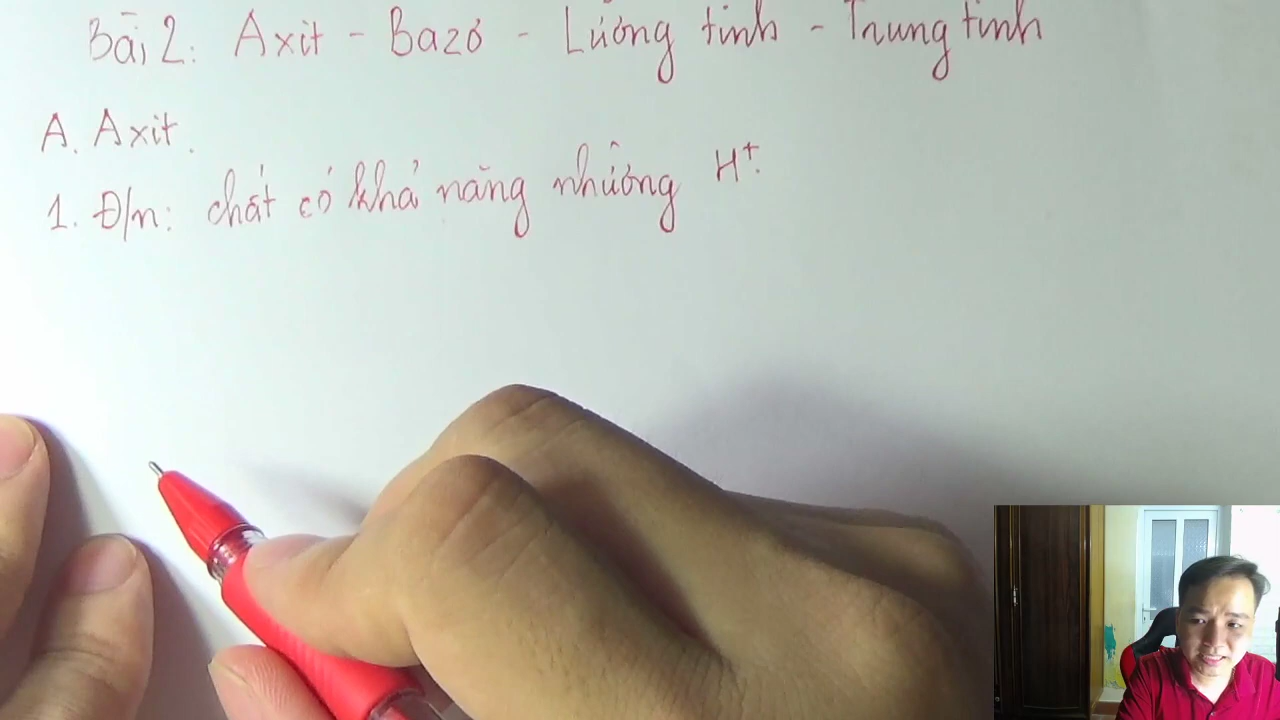 Bài 2: Axit - Bazơ - Lưỡng tính - Trung tính
A. Axit.
1. Đ/n: chất có khả năng nhường H⁺.